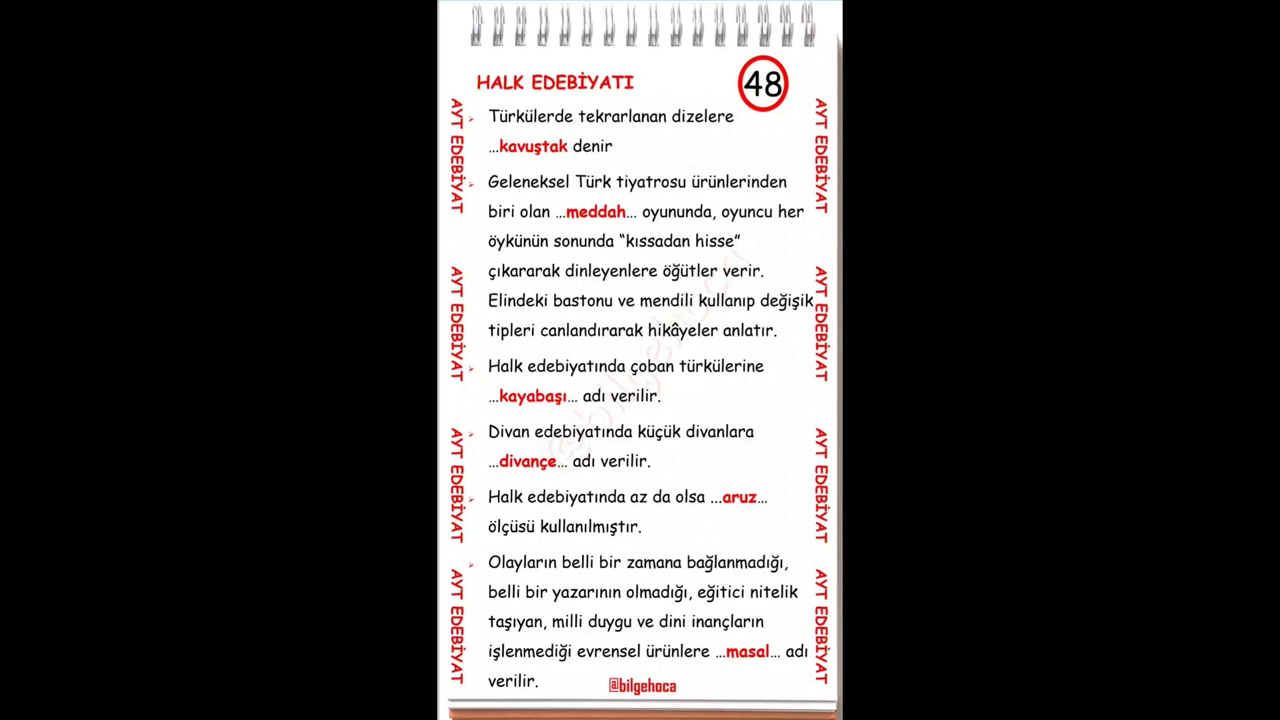 HALK EDEBİYATI
48
Türkülerde tekrarlanan dizelere
…kavuştak denir
Geleneksel Türk tiyatrosu ürünlerinden
biri olan …meddah… oyununda, oyuncu her
öykünün sonunda “kıssadan hisse”
çıkararak dinleyenlere öğütler verir.
Elindeki bastonu ve mendili kullanıp değişik
tipleri canlandırarak hikâyeler anlatır.
Halk edebiyatında çoban türkülerine
…kayabaşı… adı verilir.
Divan edebiyatında küçük divanlara
…divançe… adı verilir.
Halk edebiyatında az da olsa ...aruz…
ölçüsü kullanılmıştır.
Olayların belli bir zamana bağlanmadığı,
belli bir yazarının olmadığı, eğitici nitelik
taşıyan, milli duygu ve dini inançların
işlenmediği evrensel ürünlere …masal… adı
verilir.
@bilgehoca
AYT EDEBİYAT
AYT EDEBİYAT
AYT EDEBİYAT
AYT EDEBİYAT
AYT EDEBİYAT
AYT EDEBİYAT
AYT EDEBİYAT
AYT EDEBİYAT
@bilgehoca